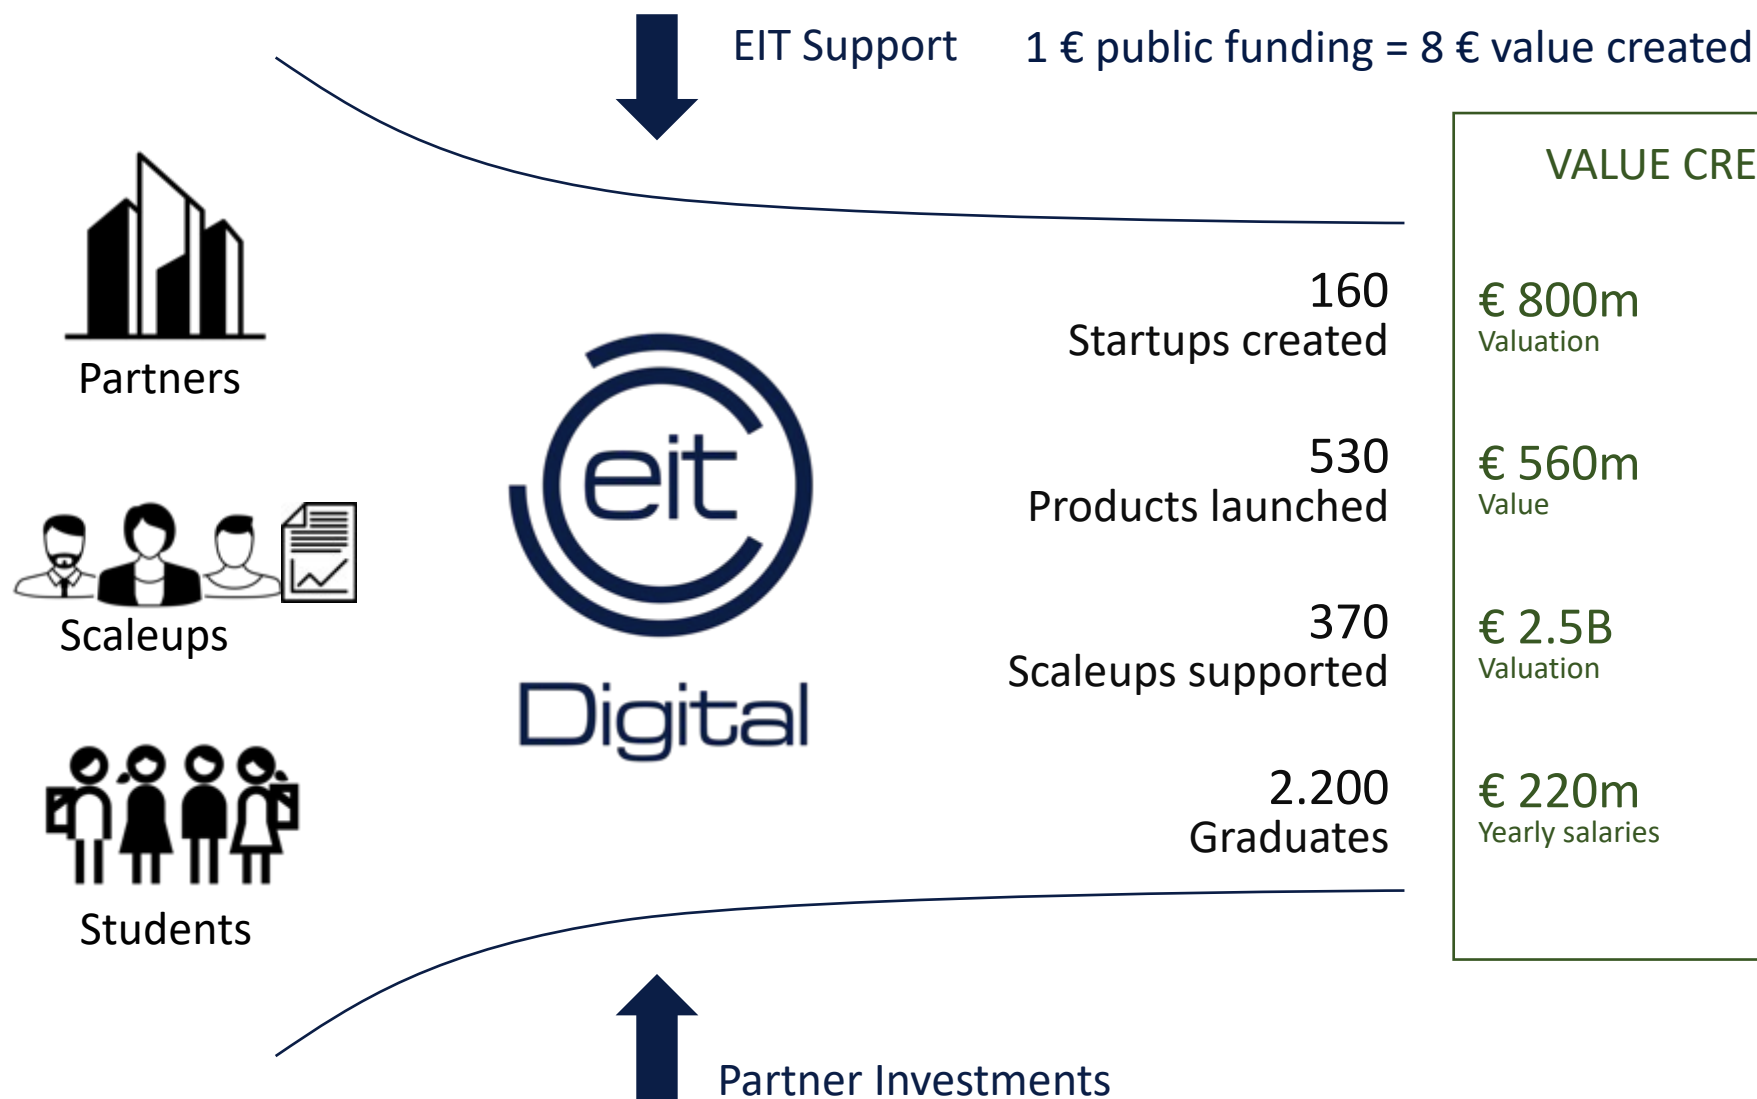 EIT Support
1 € public funding = 8 € value created
VALUE CRE
Partners
Scaleups
Students
eit
Digital
160
Startups created
€ 800m
Valuation
530
Products launched
€ 560m
Value
370
Scaleups supported
€ 2.5B
Valuation
2.200
Graduates
€ 220m
Yearly salaries
Partner Investments